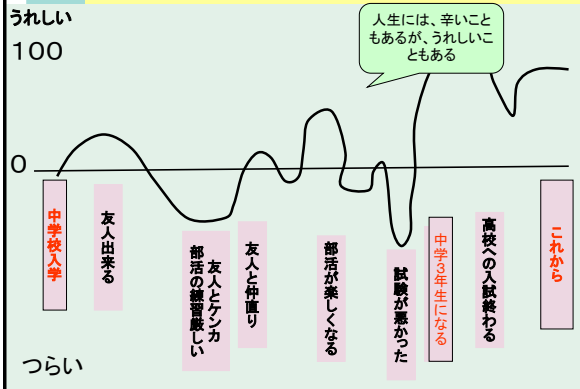 うれしい
100
人生には、辛いこと
もあるが、うれしいこ
ともある
0
中学校入学
友人出来る
友人とケンカ
部活の練習厳しい
友人と仲直り
部活が楽しくなる
試験が悪かった
中学3年生になる
高校への入試終わる
これから
つらい